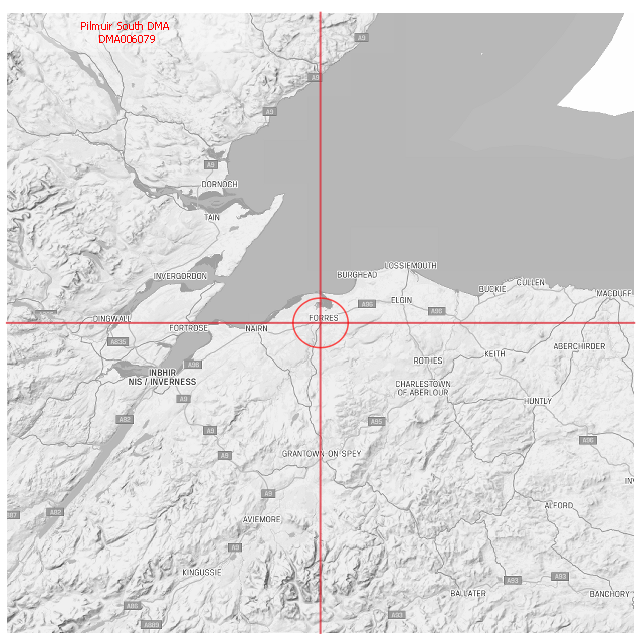 Pilmuir South DMA
DMA006079
A9
A9
A9
A9
DORNOCH
TAIN
LOSSIEMOUTH
BURGHEAD
INVERGORDON
CULLEN
BUCKIE
MACDUFF
ELGIN
A96
A96
DINGWALL
FORRES
FORTROSE
NAIRN
A835
ABERCHIRDER
KEITH
ROTHES
A96
INBHIR
NIS / INVERNESS
CHARLESTOWN
OF ABERLOUR
A9
HUNTLY
A82
A95
A9
A96
GRANTOWN-ON-SPEY
A9
A9
ALFORD
A82
AVIEMORE
A9
KINGUSSIE
A93
A93
BALLATER
BANCHORY
A86
A889
A93